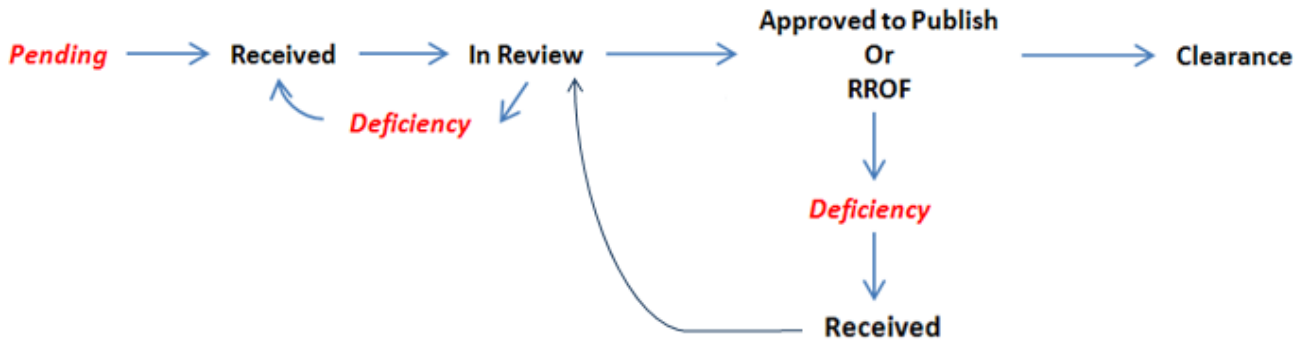 Approved to Publish
Pending Received In Review Or Clearance
RROF
Deficiency
Deficiency
Received